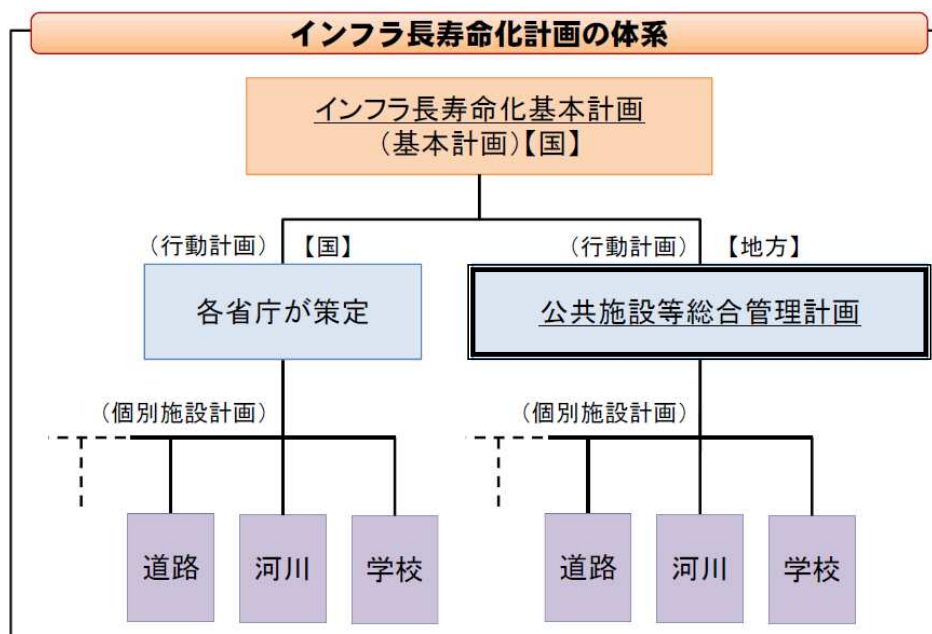 インフラ長寿命化計画の体系
インフラ長寿命化基本計画
(基本計画)【国】
(行動計画) 【国】
(行動計画) 【地方】
各省庁が策定
公共施設等総合管理計画
(個別施設計画)
(個別施設計画)
道路
河川
学校
道路
河川
学校